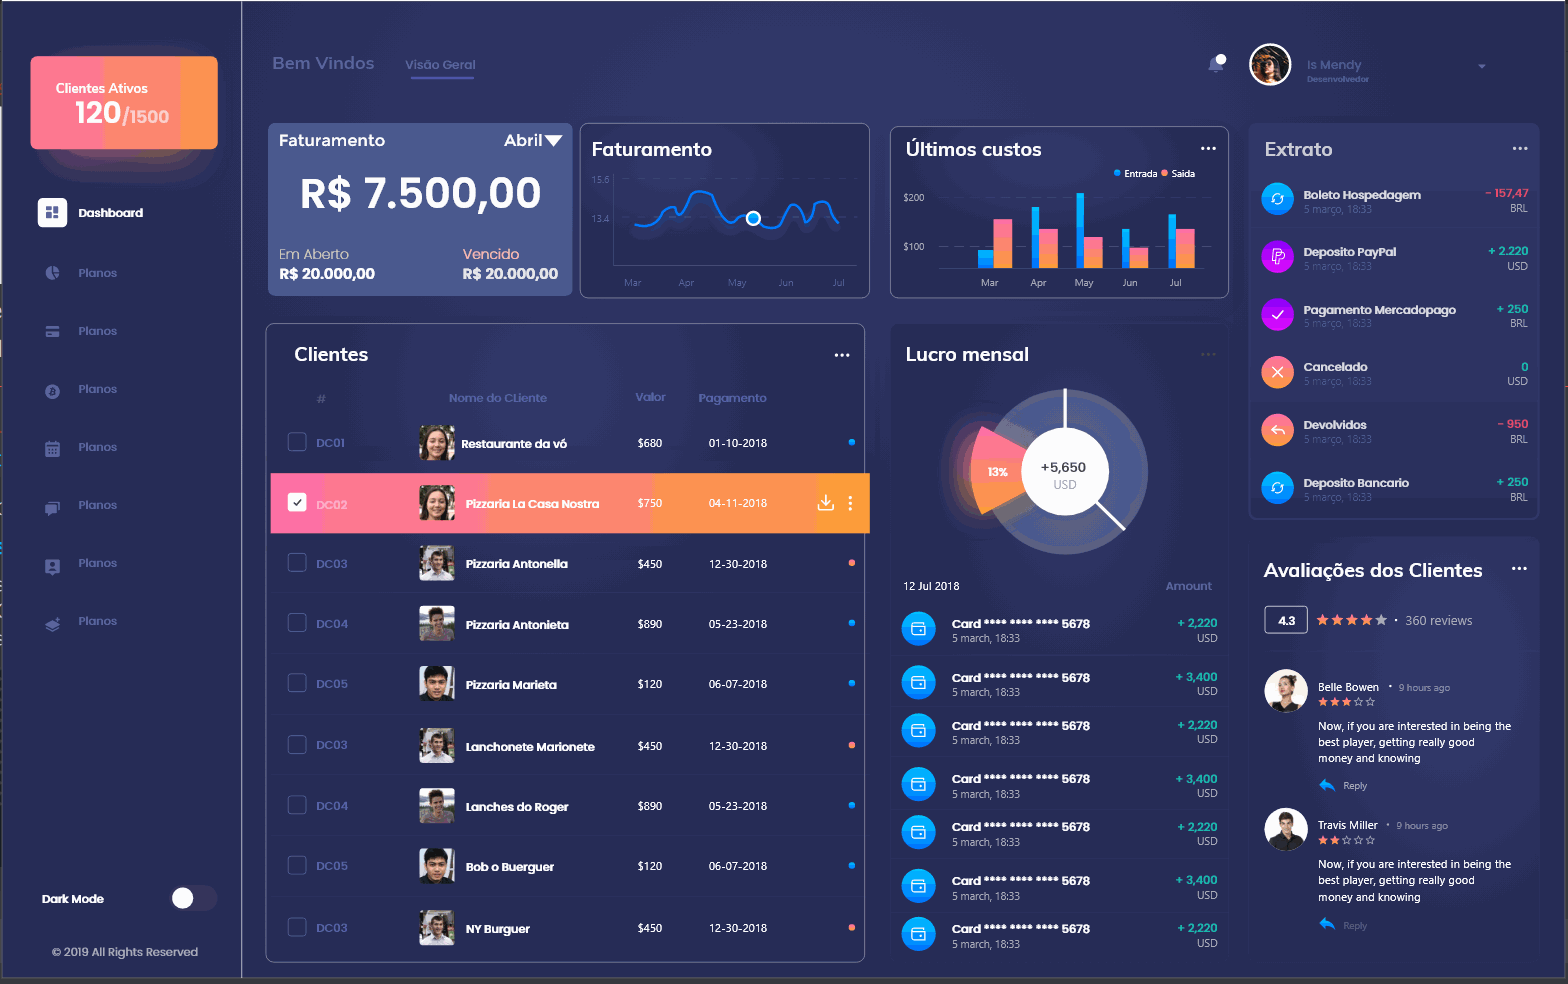 Clientes Ativos
120/1500
Dashboard
Planos
Planos
Planos
Planos
Planos
Planos
Planos
Dark Mode
© 2019 All Rights Reserved
Bem Vindos
Visão Geral
Is Mendy
Desenvolvedor
Faturamento
Abril
R$ 7.500,00
Em Aberto
Vencido
R$ 20.000,00
R$ 20.000,00
Faturamento
15.6
13.4
Mar Apr May Jun Jul
Últimos custos
Entrada Saida
$200
$100
Mar Apr May Jun Jul
Clientes
# Nome do CLiente Valor Pagamento
DC01 Restaurante da vó $680 01-10-2018
DC02 Pizzaria La Casa Nostra $750 04-11-2018
DC03 Pizzaria Antonella $450 12-30-2018
DC04 Pizzaria Antonieta $890 05-23-2018
DC05 Pizzaria Marieta $120 06-07-2018
DC03 Lanchonete Marionete $450 12-30-2018
DC04 Lanches do Roger $890 05-23-2018
DC05 Bob o Buerguer $120 06-07-2018
DC03 NY Burguer $450 12-30-2018
Lucro mensal
13%
+5,650
USD
12 Jul 2018 Amount
Card **** **** **** 5678 + 2,220
5 march, 18:33 USD
Card **** **** **** 5678 + 3,400
5 march, 18:33 USD
Card **** **** **** 5678 + 2,220
5 march, 18:33 USD
Card **** **** **** 5678 + 3,400
5 march, 18:33 USD
Card **** **** **** 5678 + 2,220
5 march, 18:33 USD
Card **** **** **** 5678 + 3,400
5 march, 18:33 USD
Card **** **** **** 5678 + 2,220
5 march, 18:33 USD
Extrato
Boleto Hospedagem - 157,47
5 março, 18:33 BRL
Deposito PayPal + 2.220
5 março, 18:33 USD
Pagamento Mercadopago + 250
5 março, 18:33 BRL
Cancelado 0
5 março, 18:33 USD
Devolvidos - 950
5 março, 18:33 BRL
Deposito Bancario + 250
5 março, 18:33 BRL
Avaliações dos Clientes
4.3 • 360 reviews
Belle Bowen • 9 hours ago
Now, if you are interested in being the
best player, getting really good
money and knowing
Reply
Travis Miller • 9 hours ago
Now, if you are interested in being the
best player, getting really good
money and knowing
Reply